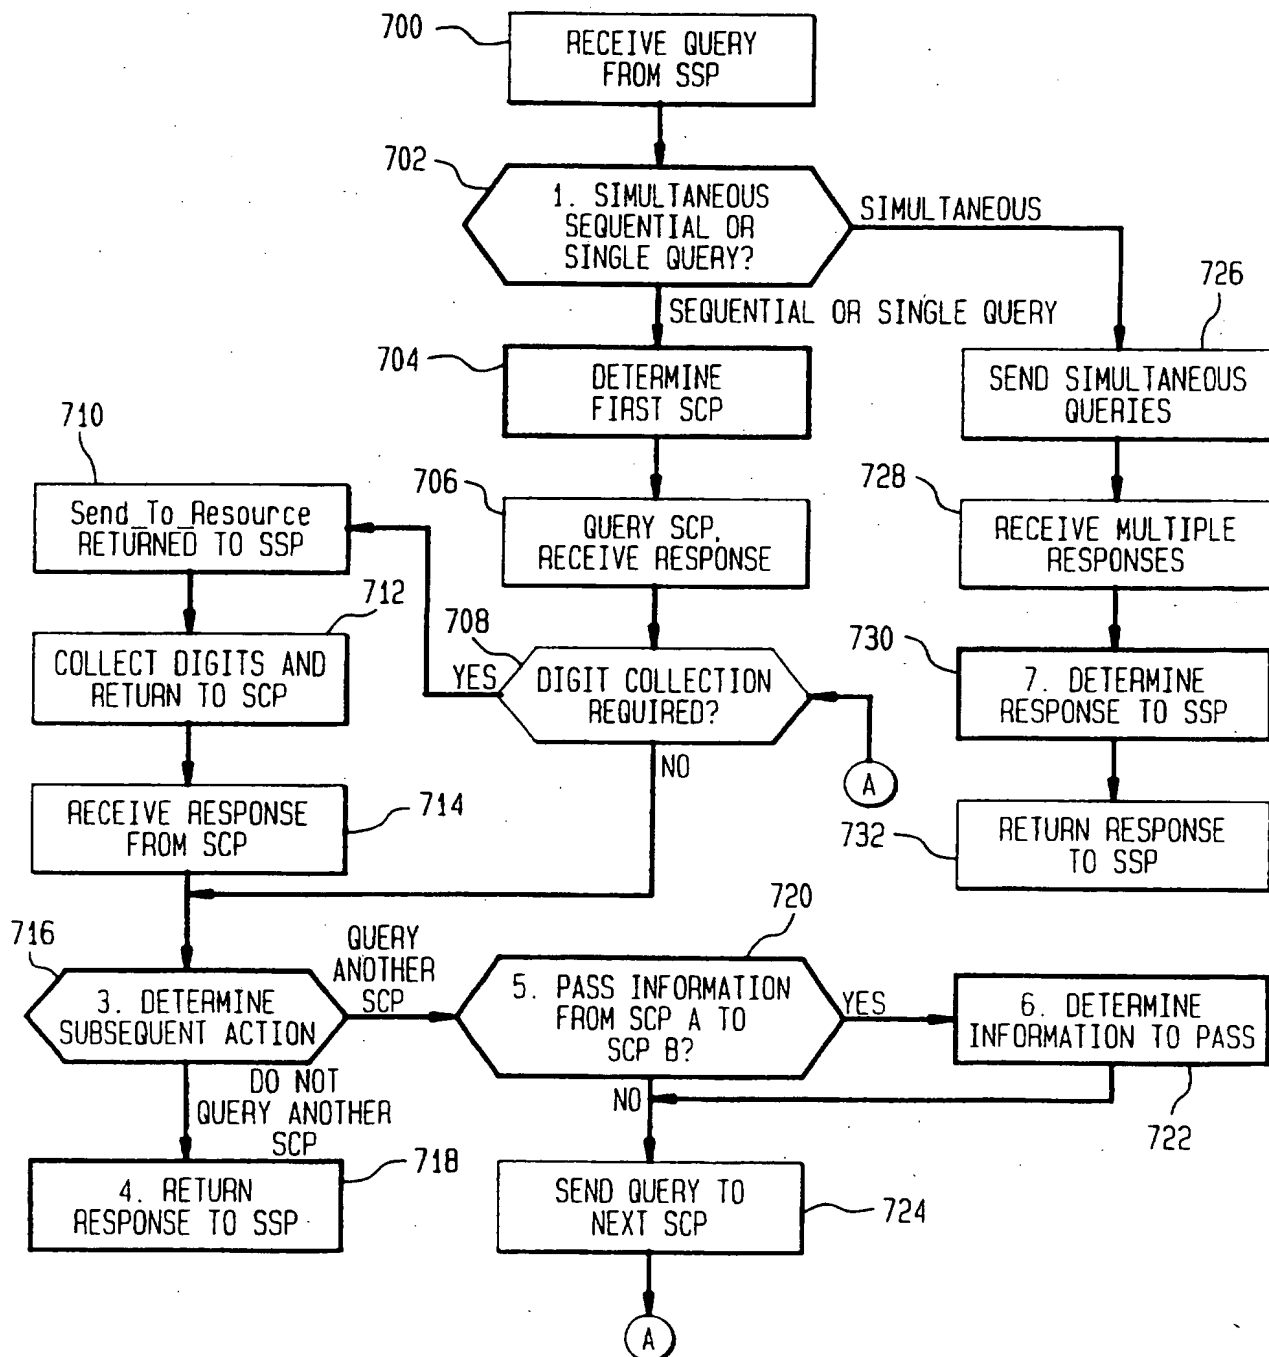 700
RECEIVE QUERY
FROM SSP
702
1. SIMULTANEOUS
SEQUENTIAL OR
SINGLE QUERY?
SIMULTANEOUS
SEQUENTIAL OR SINGLE QUERY
726
704
DETERMINE
FIRST SCP
SEND SIMULTANEOUS
QUERIES
710
Send_To_Resource
RETURNED TO SSP
706
QUERY SCP,
RECEIVE RESPONSE
728
RECEIVE MULTIPLE
RESPONSES
712
COLLECT DIGITS AND
RETURN TO SCP
708
YES
DIGIT COLLECTION
REQUIRED?
NO
A
730
7. DETERMINE
RESPONSE TO SSP
RECEIVE RESPONSE
FROM SCP
714
732
RETURN RESPONSE
TO SSP
716
3. DETERMINE
SUBSEQUENT ACTION
QUERY
ANOTHER
SCP
720
5. PASS INFORMATION
FROM SCP A TO
SCP B?
YES
6. DETERMINE
INFORMATION TO PASS
722
DO NOT
QUERY ANOTHER
SCP
NO
4. RETURN
RESPONSE TO SSP
718
SEND QUERY TO
NEXT SCP
724
A